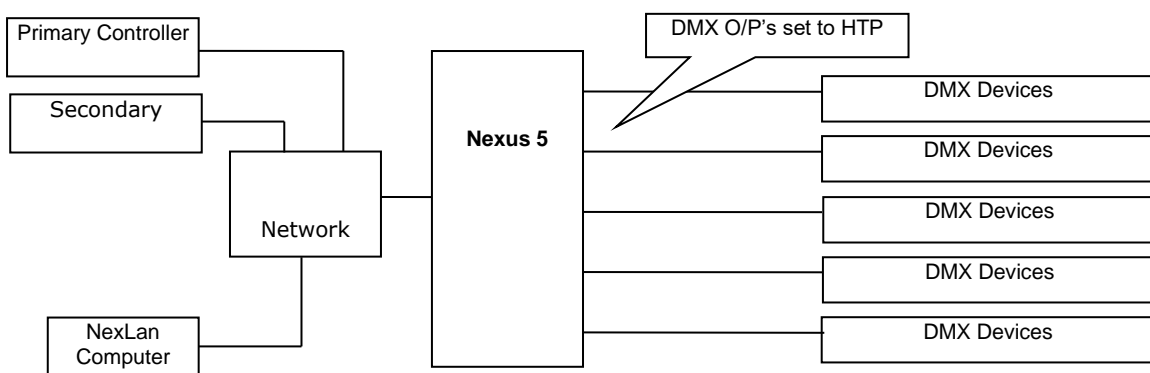 Primary Controller
DMX O/P's set to HTP
DMX Devices
Secondary
Nexus 5
DMX Devices
DMX Devices
Network
DMX Devices
NexLan
Computer
DMX Devices